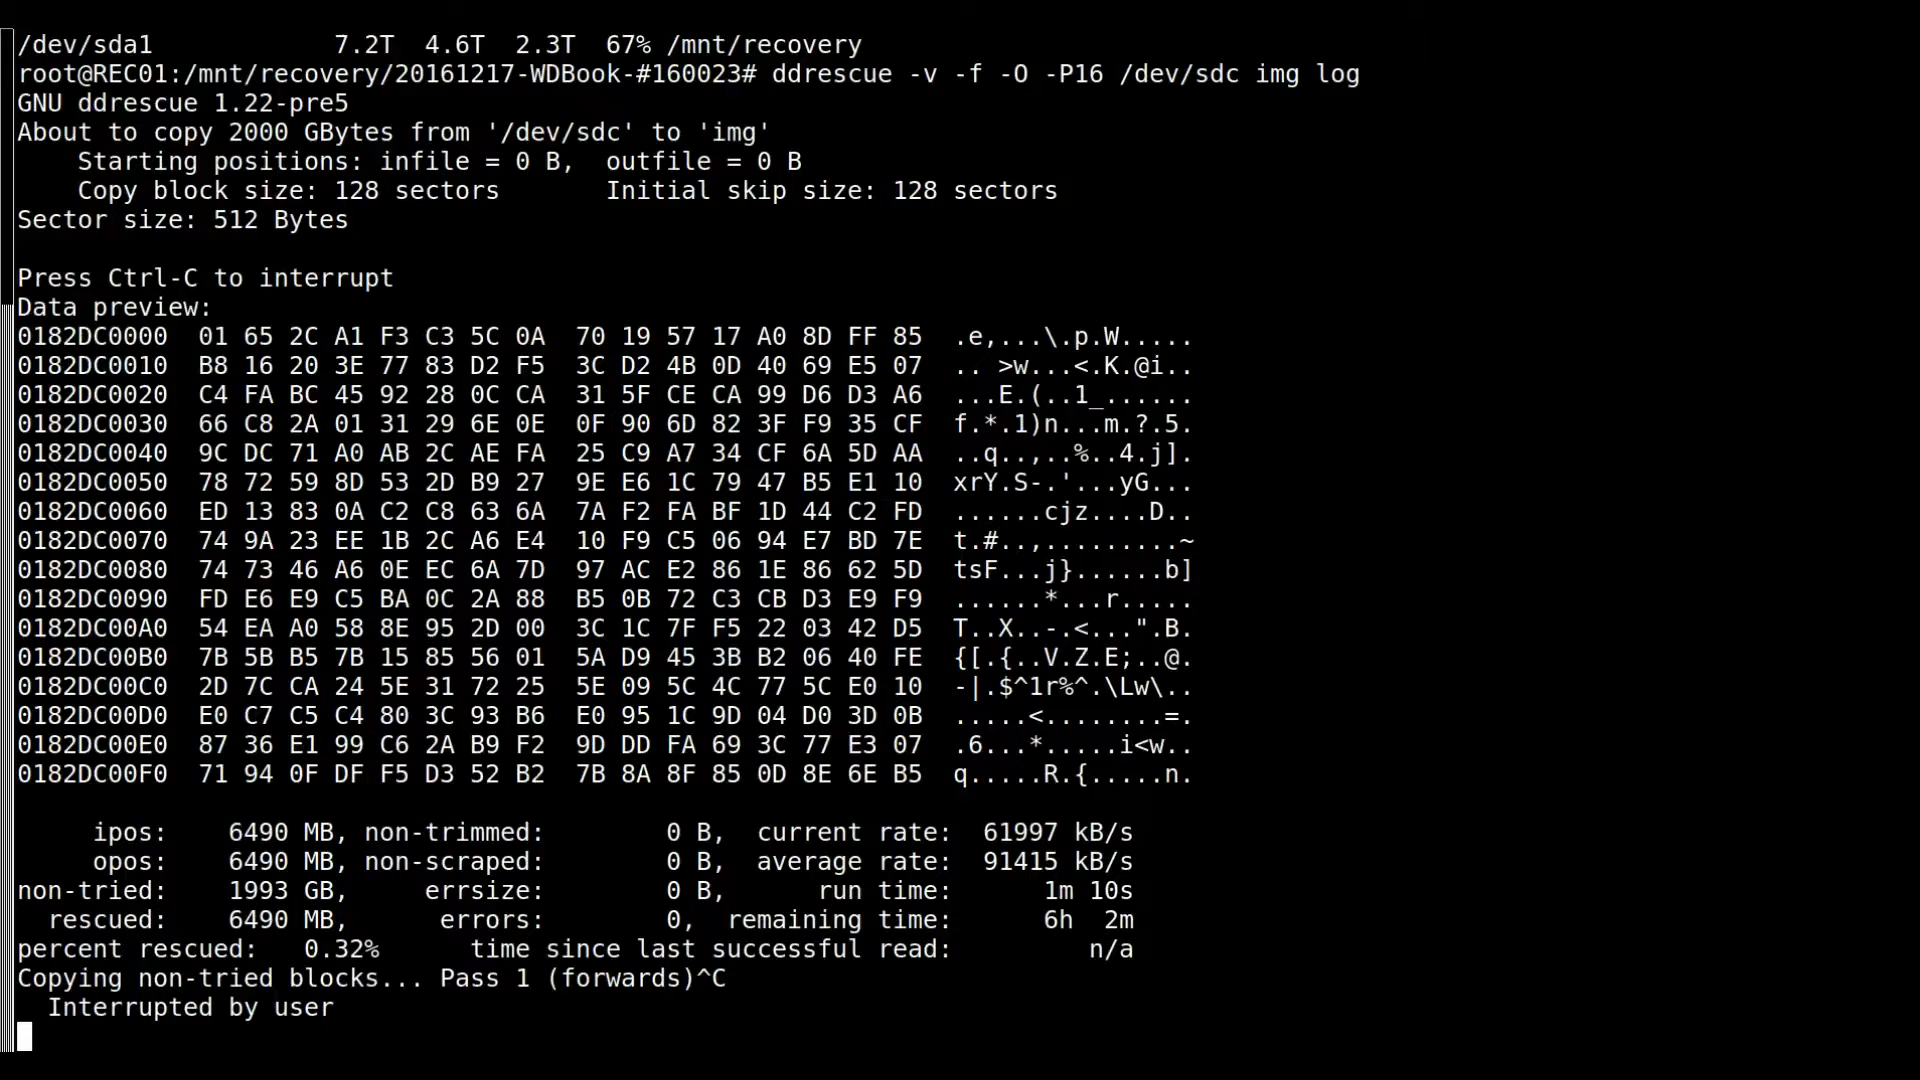 /dev/sda1           7.2T  4.6T  2.3T  67% /mnt/recovery
root@REC01:/mnt/recovery/20161217-WDBook-#160023# ddrescue -v -f -O -P16 /dev/sdc img log
GNU ddrescue 1.22-pre5
About to copy 2000 GBytes from '/dev/sdc' to 'img'
    Starting positions: infile = 0 B,  outfile = 0 B
    Copy block size: 128 sectors       Initial skip size: 128 sectors
Sector size: 512 Bytes
Press Ctrl-C to interrupt
Data preview:
0182DC0000  01 65 2C A1 F3 C3 5C 0A  70 19 57 17 A0 8D FF 85  .e,...\.p.W.....
0182DC0010  B8 16 20 3E 77 83 D2 F5  3C D2 4B 0D 40 69 E5 07  .. >w...<.K.@i..
0182DC0020  C4 FA BC 45 92 28 0C CA  31 5F CE CA 99 D6 D3 A6  ...E.(..1_......
0182DC0030  66 C8 2A 01 31 29 6E 0E  0F 90 6D 82 3F F9 35 CF  f.*.1)n...m.?.5.
0182DC0040  9C DC 71 A0 AB 2C AE FA  25 C9 A7 34 CF 6A 5D AA  ..q..,..%..4.j].
0182DC0050  78 72 59 8D 53 2D B9 27  9E E6 1C 79 47 B5 E1 10  xrY.S-.'...yG...
0182DC0060  ED 13 83 0A C2 C8 63 6A  7A F2 FA BF 1D 44 C2 FD  ......cjz....D..
0182DC0070  74 9A 23 EE 1B 2C A6 E4  10 F9 C5 06 94 E7 BD 7E  t.#..,.........~
0182DC0080  74 73 46 A6 0E EC 6A 7D  97 AC E2 86 1E 86 62 5D  tsF...j}......b]
0182DC0090  FD E6 E9 C5 BA 0C 2A 88  B5 0B 72 C3 CB D3 E9 F9  ......*...r.....
0182DC00A0  54 EA A0 58 8E 95 2D 00  3C 1C 7F F5 22 03 42 D5  T..X..-.<...".B.
0182DC00B0  7B 5B B5 7B 15 85 56 01  5A D9 45 3B B2 06 40 FE  {[.{..V.Z.E;..@.
0182DC00C0  2D 7C CA 24 5E 31 72 25  5E 09 5C 4C 77 5C E0 10  -|.$^1r%^.\Lw\..
0182DC00D0  E0 C7 C5 C4 80 3C 93 B6  E0 95 1C 9D 04 D0 3D 0B  .....<........=.
0182DC00E0  87 36 E1 99 C6 2A B9 F2  9D DD FA 69 3C 77 E3 07  .6...*.....i<w..
0182DC00F0  71 94 0F DF F5 D3 52 B2  7B 8A 8F 85 0D 8E 6E B5  q.....R.{.....n.
     ipos:    6490 MB, non-trimmed:        0 B,  current rate:  61997 kB/s
     opos:    6490 MB, non-scraped:        0 B,  average rate:  91415 kB/s
non-tried:    1993 GB,     errsize:        0 B,      run time:      1m 10s
  rescued:    6490 MB,      errors:        0,  remaining time:      6h  2m
percent rescued:   0.32%      time since last successful read:         n/a
Copying non-tried blocks... Pass 1 (forwards)^C
  Interrupted by user